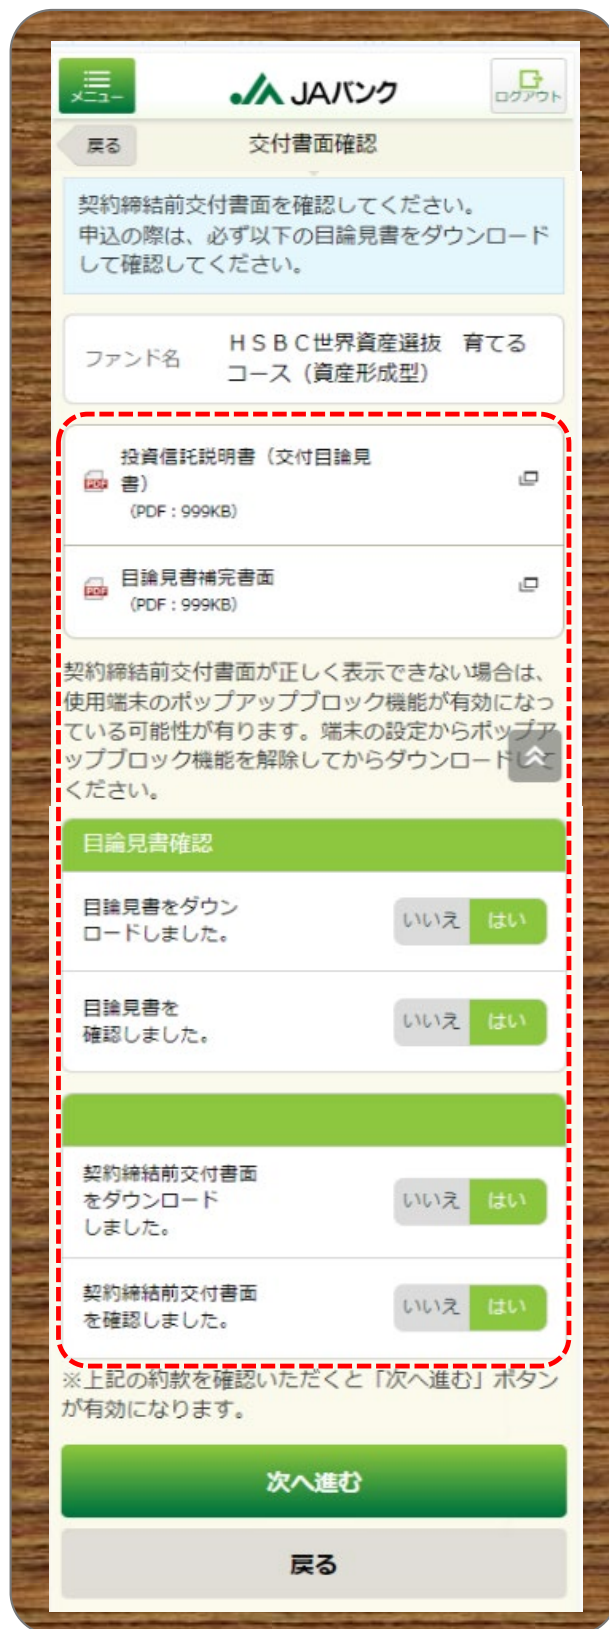 メニュー
JAバンク
ログアウト
戻る
交付書面確認
契約締結前交付書面を確認してください。
申込の際は、必ず以下の目論見書をダウンロード
して確認してください。
ファンド名
ＨＳＢＣ世界資産選抜　育てる
コース（資産形成型）
投資信託説明書（交付目論見
PDF
書）
（PDF：999KB）
目論見書補完書面
PDF
（PDF：999KB）
契約締結前交付書面が正しく表示できない場合は、
使用端末のポップアップブロック機能が有効になっ
ている可能性が有ります。端末の設定からポップア
ップブロック機能を解除してからダウンロードして
ください。
目論見書確認
目論見書をダウン
ロードしました。
いいえ はい
目論見書を
確認しました。
いいえ はい
契約締結前交付書面
をダウンロード
しました。
いいえ はい
契約締結前交付書面
を確認しました。
いいえ はい
※上記の約款を確認いただくと「次へ進む」ボタン
が有効になります。
次へ進む
戻る